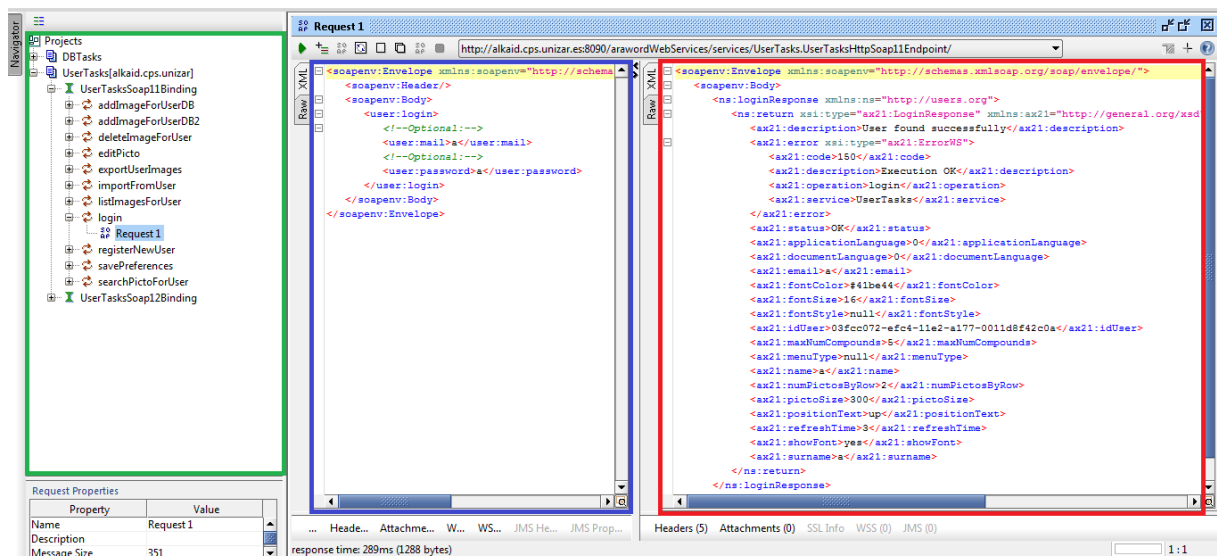 Navigator
Projects
DBTasks
UserTasks[alkaid.cps.unizar]
UserTasksSoap11Binding
addImageForUserDB
addImageForUserDB2
deleteImageForUser
editPicto
exportUserImages
importFromUser
listImagesForUser
login
Request 1
registerNewUser
savePreferences
searchPictoForUser
UserTasksSoap12Binding
Request Properties
Property Value
Name Request 1
Description
Message Size 351
Request 1
http://alkaid.cps.unizar.es:8090/arawordWebServices/services/UserTasks.UserTasksHttpSoap11Endpoint/
XML
Raw
<soapenv:Envelope xmlns:soapenv="http://schema
<soapenv:Header/>
<soapenv:Body>
<user:login>
<!--Optional:-->
<user:mail>a</user:mail>
<!--Optional:-->
<user:password>a</user:password>
</user:login>
</soapenv:Body>
</soapenv:Envelope>
... Heade... Attachme... W... WS... JMS He... JMS Prop...
XML
Raw
<soapenv:Envelope xmlns:soapenv="http://schemas.xmlsoap.org/soap/envelope/">
<soapenv:Body>
<ns:loginResponse xmlns:ns="http://users.org">
<ns:return xsi:type="ax21:LoginResponse" xmlns:ax21="http://general.org/xsd
<ax21:description>User found successfully</ax21:description>
<ax21:error xsi:type="ax21:ErrorWS">
<ax21:code>150</ax21:code>
<ax21:description>Execution OK</ax21:description>
<ax21:operation>login</ax21:operation>
<ax21:service>UserTasks</ax21:service>
</ax21:error>
<ax21:status>OK</ax21:status>
<ax21:applicationLanguage>0</ax21:applicationLanguage>
<ax21:documentLanguage>0</ax21:documentLanguage>
<ax21:email>a</ax21:email>
<ax21:fontColor>#41be44</ax21:fontColor>
<ax21:fontSize>16</ax21:fontSize>
<ax21:fontStyle>null</ax21:fontStyle>
<ax21:idUser>03fcc072-efc4-11e2-a177-0011d8f42c0a</ax21:idUser>
<ax21:maxNumCompounds>5</ax21:maxNumCompounds>
<ax21:menuType>null</ax21:menuType>
<ax21:name>a</ax21:name>
<ax21:numPictosByRow>2</ax21:numPictosByRow>
<ax21:pictoSize>300</ax21:pictoSize>
<ax21:positionText>up</ax21:positionText>
<ax21:refreshTime>3</ax21:refreshTime>
<ax21:showFont>yes</ax21:showFont>
<ax21:surname>a</ax21:surname>
</ns:return>
</ns:loginResponse>
Headers (5) Attachments (0) SSL Info WSS (0) JMS (0)
response time: 289ms (1288 bytes)
1 : 1